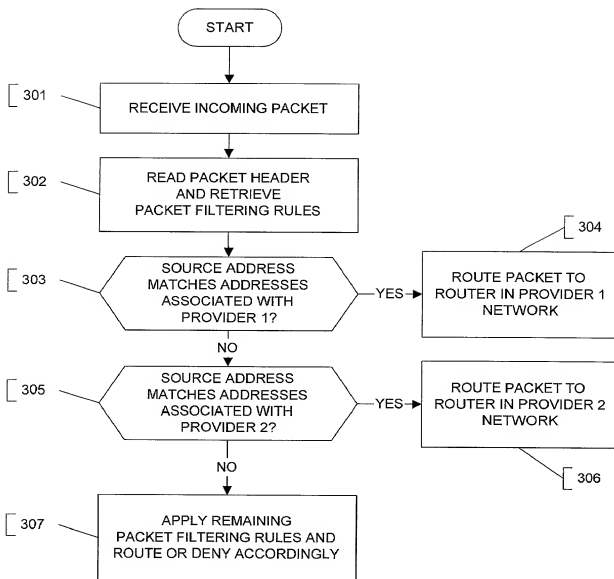 START
301
RECEIVE INCOMING PACKET
302
READ PACKET HEADER
AND RETRIEVE
PACKET FILTERING RULES
303
SOURCE ADDRESS
MATCHES ADDRESSES
ASSOCIATED WITH
PROVIDER 1?
YES
304
ROUTE PACKET TO
ROUTER IN PROVIDER 1
NETWORK
NO
305
SOURCE ADDRESS
MATCHES ADDRESSES
ASSOCIATED WITH
PROVIDER 2?
YES
ROUTE PACKET TO
ROUTER IN PROVIDER 2
NETWORK
306
NO
307
APPLY REMAINING
PACKET FILTERING RULES AND
ROUTE OR DENY ACCORDINGLY